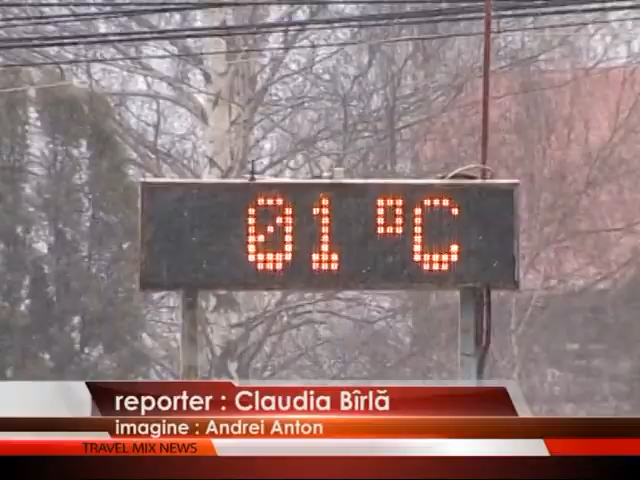 01°C
reporter : Claudia Bîrlă
imagine : Andrei Anton
TRAVEL MIX NEWS